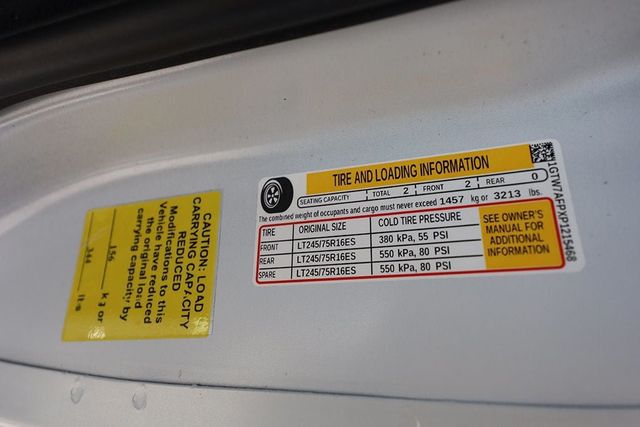 TIRE AND LOADING INFORMATION
SEATING CAPACITY TOTAL 2 FRONT 2 REAR 0
The combined weight of occupants and cargo must never exceed 1457 kg or 3213 lbs.
TIRE ORIGINAL SIZE COLD TIRE PRESSURE
FRONT LT245/75R16ES 380 kPa, 55 PSI
REAR LT245/75R16ES 550 kPa, 80 PSI
SPARE LT245/75R16ES 550 kPa, 80 PSI
SEE OWNER'S
MANUAL FOR
ADDITIONAL
INFORMATION
1GTW7AFPXP1215468
CAUTION: LOAD
CARRYING CAPACITY
REDUCED
Modifications to this
Vehicle have reduced
the original load
carrying capacity by
156 kg or
344 lbs